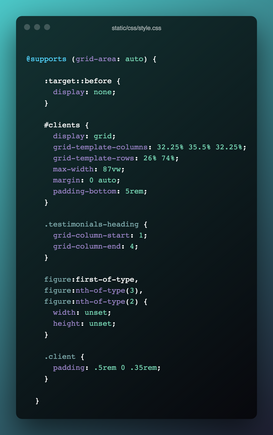 static/css/style.css
@supports (grid-area: auto) {
:target::before {
display: none;
}
#clients {
display: grid;
grid-template-columns: 32.25% 35.5% 32.25%;
grid-template-rows: 26% 74%;
max-width: 87vw;
margin: 0 auto;
padding-bottom: 5rem;
}
.testimonials-heading {
grid-column-start: 1;
grid-column-end: 4;
}
figure:first-of-type,
figure:nth-of-type(3),
figure:nth-of-type(2) {
width: unset;
height: unset;
}
.client {
padding: .5rem 0 .35rem;
}
}